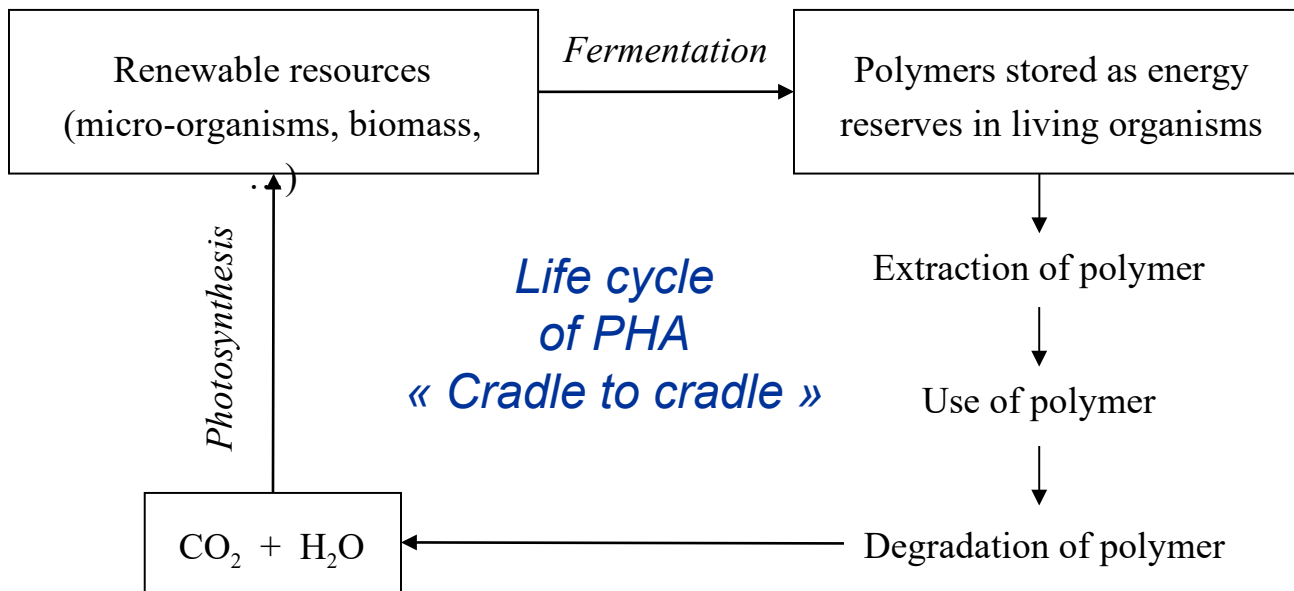 Renewable resources
(micro-organisms, biomass,
…)
Fermentation
Polymers stored as energy
reserves in living organisms
Extraction of polymer
Use of polymer
Degradation of polymer
CO₂ + H₂O
Photosynthesis
Life cycle
of PHA
« Cradle to cradle »